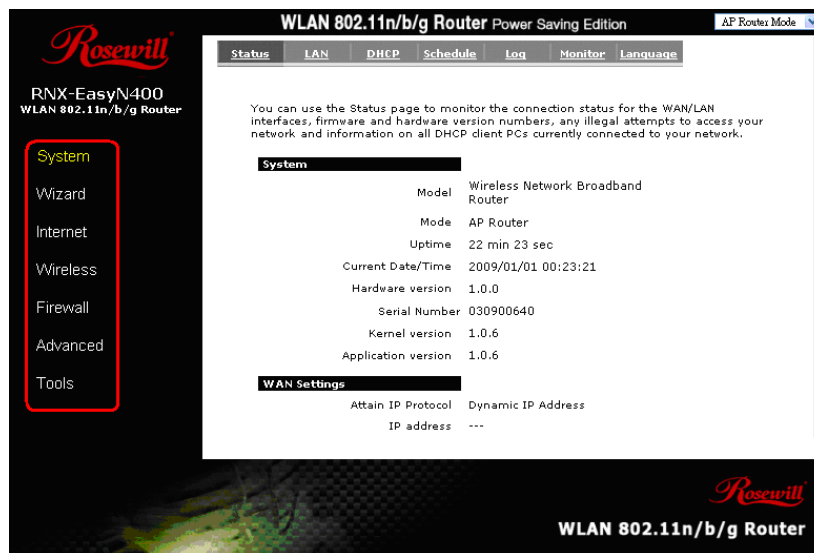 WLAN 802.11n/b/g Router Power Saving Edition
AP Router Mode
Rosewill
RNX-EasyN400
WLAN 802.11n/b/g Router
System
Wizard
Internet
Wireless
Firewall
Advanced
Tools
Status LAN DHCP Schedule Log Monitor Language
You can use the Status page to monitor the connection status for the WAN/LAN
interfaces, firmware and hardware version numbers, any illegal attempts to access your
network and information on all DHCP client PCs currently connected to your network.
System
Model Wireless Network Broadband
Router
Mode AP Router
Uptime 22 min 23 sec
Current Date/Time 2009/01/01 00:23:21
Hardware version 1.0.0
Serial Number 030900640
Kernel version 1.0.6
Application version 1.0.6
WAN Settings
Attain IP Protocol Dynamic IP Address
IP address ---
Rosewill
WLAN 802.11n/b/g Router